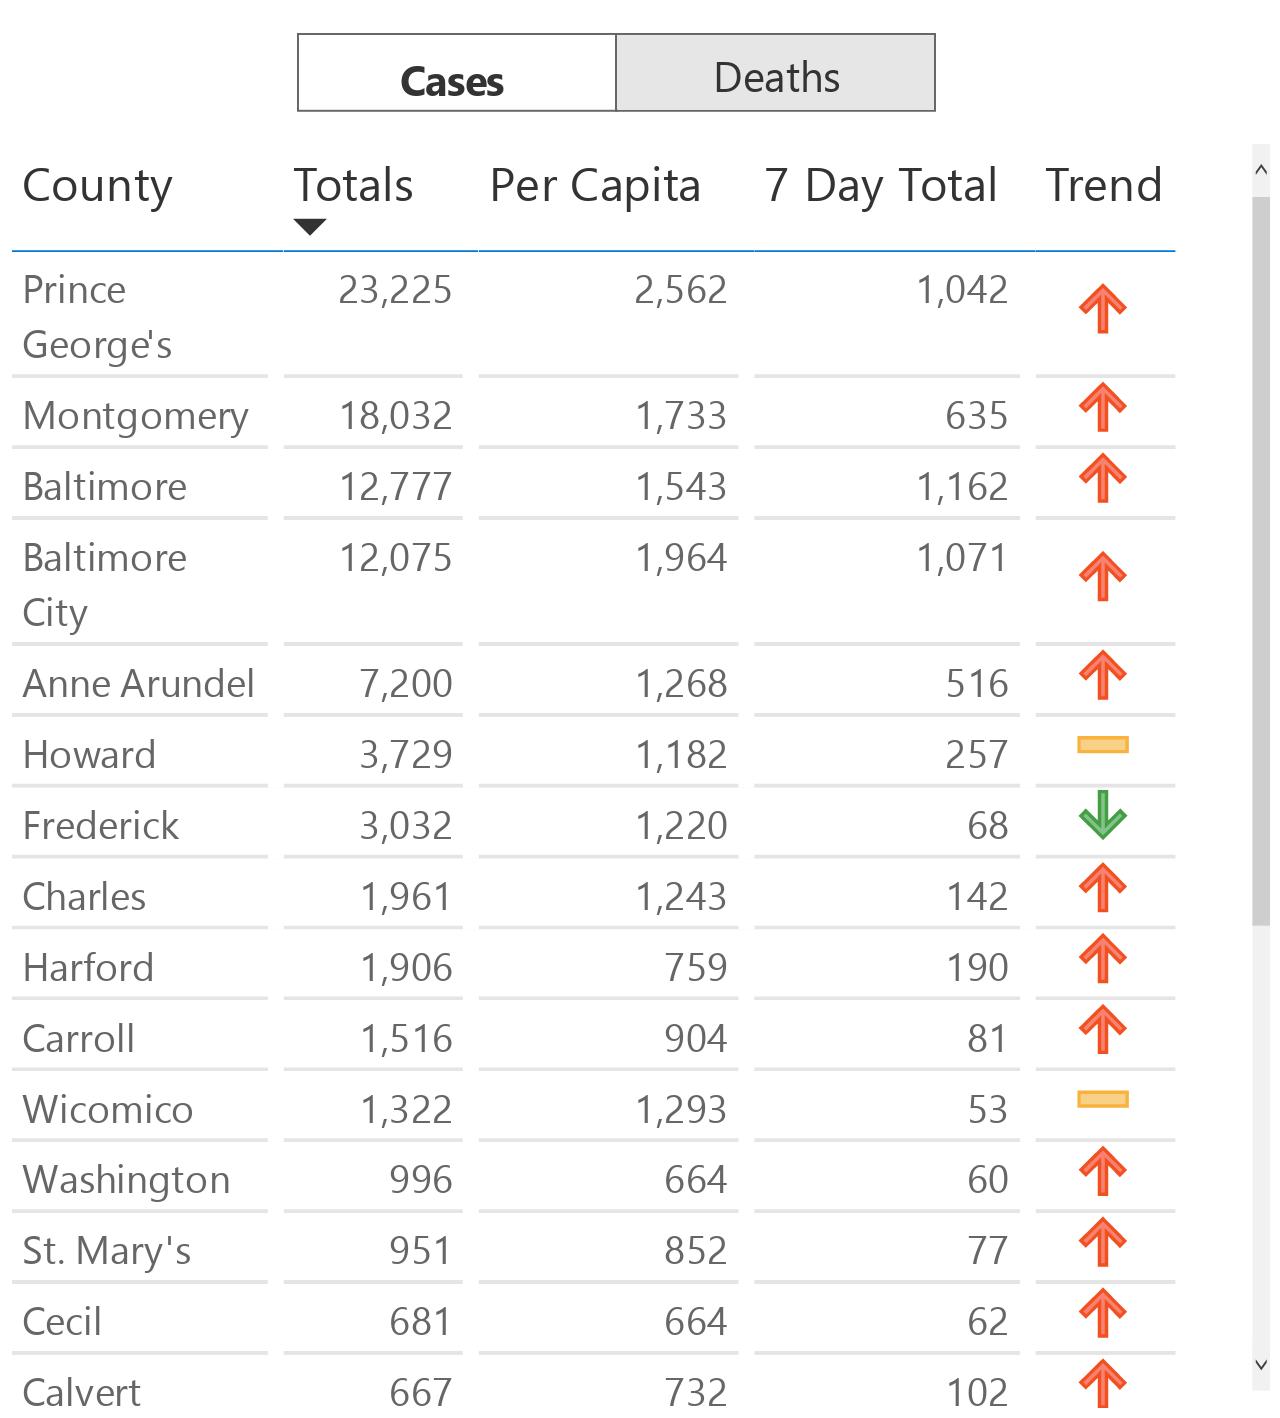 Cases Deaths
County Totals Per Capita 7 Day Total Trend
Prince 23,225 2,562 1,042
George's
Montgomery 18,032 1,733 635
Baltimore 12,777 1,543 1,162
Baltimore 12,075 1,964 1,071
City
Anne Arundel 7,200 1,268 516
Howard 3,729 1,182 257
Frederick 3,032 1,220 68
Charles 1,961 1,243 142
Harford 1,906 759 190
Carroll 1,516 904 81
Wicomico 1,322 1,293 53
Washington 996 664 60
St. Mary's 951 852 77
Cecil 681 664 62
Calvert 667 732 102